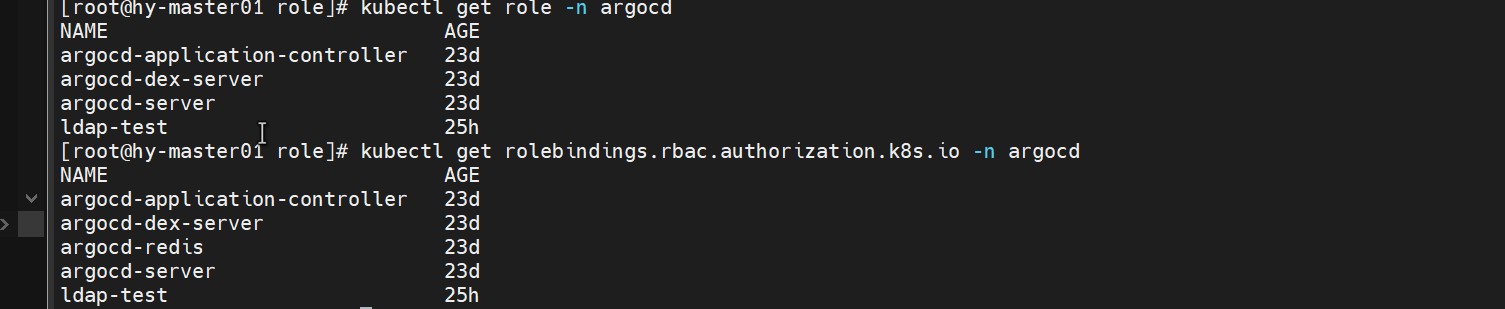 [root@hy-master01 role]# kubectl get role -n argocd
NAME AGE
argocd-application-controller 23d
argocd-dex-server 23d
argocd-server 23d
ldap-test 25h
[root@hy-master01 role]# kubectl get rolebindings.rbac.authorization.k8s.io -n argocd
NAME AGE
argocd-application-controller 23d
argocd-dex-server 23d
argocd-redis 23d
argocd-server 23d
ldap-test 25h